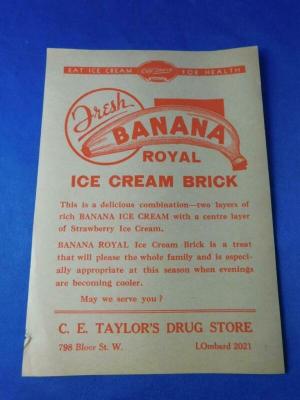 EAT ICE CREAM FOR HEALTH
Fresh
BANANA
ROYAL
ICE CREAM BRICK
This is a delicious combination—two layers of
rich BANANA ICE CREAM with a centre layer
of Strawberry Ice Cream.
BANANA ROYAL Ice Cream Brick is a treat
that will please the whole family and is especi-
ally appropriate at this season when evenings
are becoming cooler.
May we serve you ?
C. E. TAYLOR'S DRUG STORE
798 Bloor St. W. LOmbard 2021